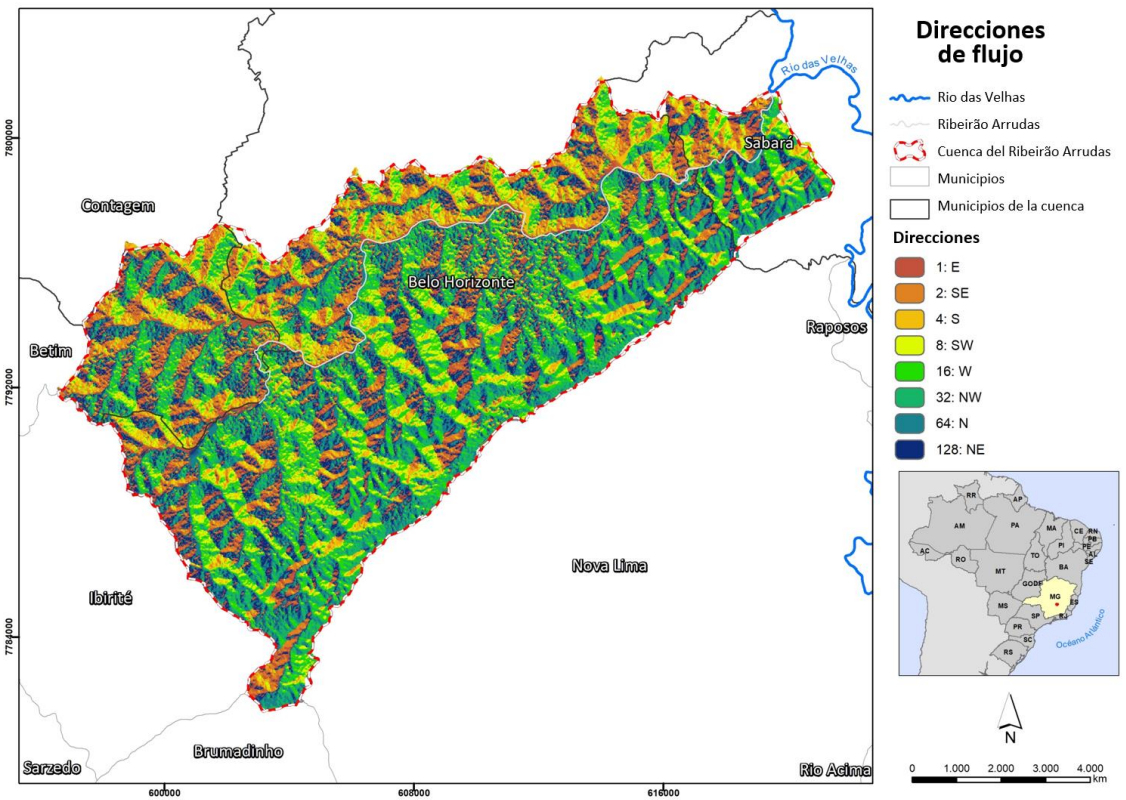 Direcciones
de flujo
Rio das Velhas
Ribeirão Arrudas
Cuenca del Ribeirão Arrudas
Municipios
Municipios de la cuenca
Direcciones
1: E
2: SE
4: S
8: SW
16: W
32: NW
64: N
128: NE
Rio das Velhas
Sabará
Contagem
Belo Horizonte
Betim
Raposos
Nova Lima
Ibirité
Brumadinho
Sarzedo
Rio Acima
7800000
7792000
7784000
600000
608000
616000
RR
AP
AM
PA
MA
CE
RN
PB
PE
AL
SE
PI
AC
RO
TO
BA
MT
GO
DF
MG
ES
MS
SP
RJ
PR
SC
RS
Océano Atlántico
N
0 1.000 2.000 3.000 4.000
km